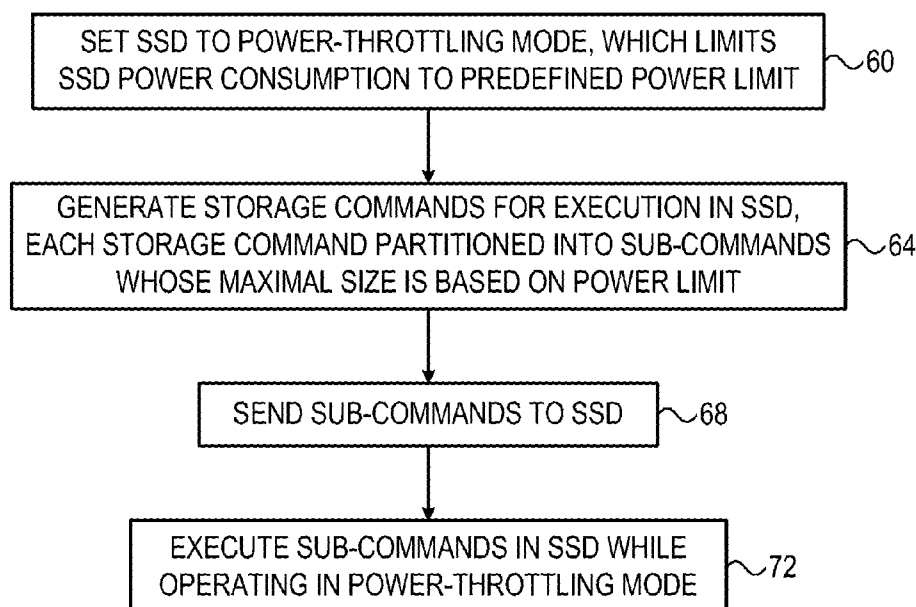 SET SSD TO POWER-THROTTLING MODE, WHICH LIMITS
SSD POWER CONSUMPTION TO PREDEFINED POWER LIMIT
60
GENERATE STORAGE COMMANDS FOR EXECUTION IN SSD,
EACH STORAGE COMMAND PARTITIONED INTO SUB-COMMANDS
WHOSE MAXIMAL SIZE IS BASED ON POWER LIMIT
64
SEND SUB-COMMANDS TO SSD
68
EXECUTE SUB-COMMANDS IN SSD WHILE
OPERATING IN POWER-THROTTLING MODE
72